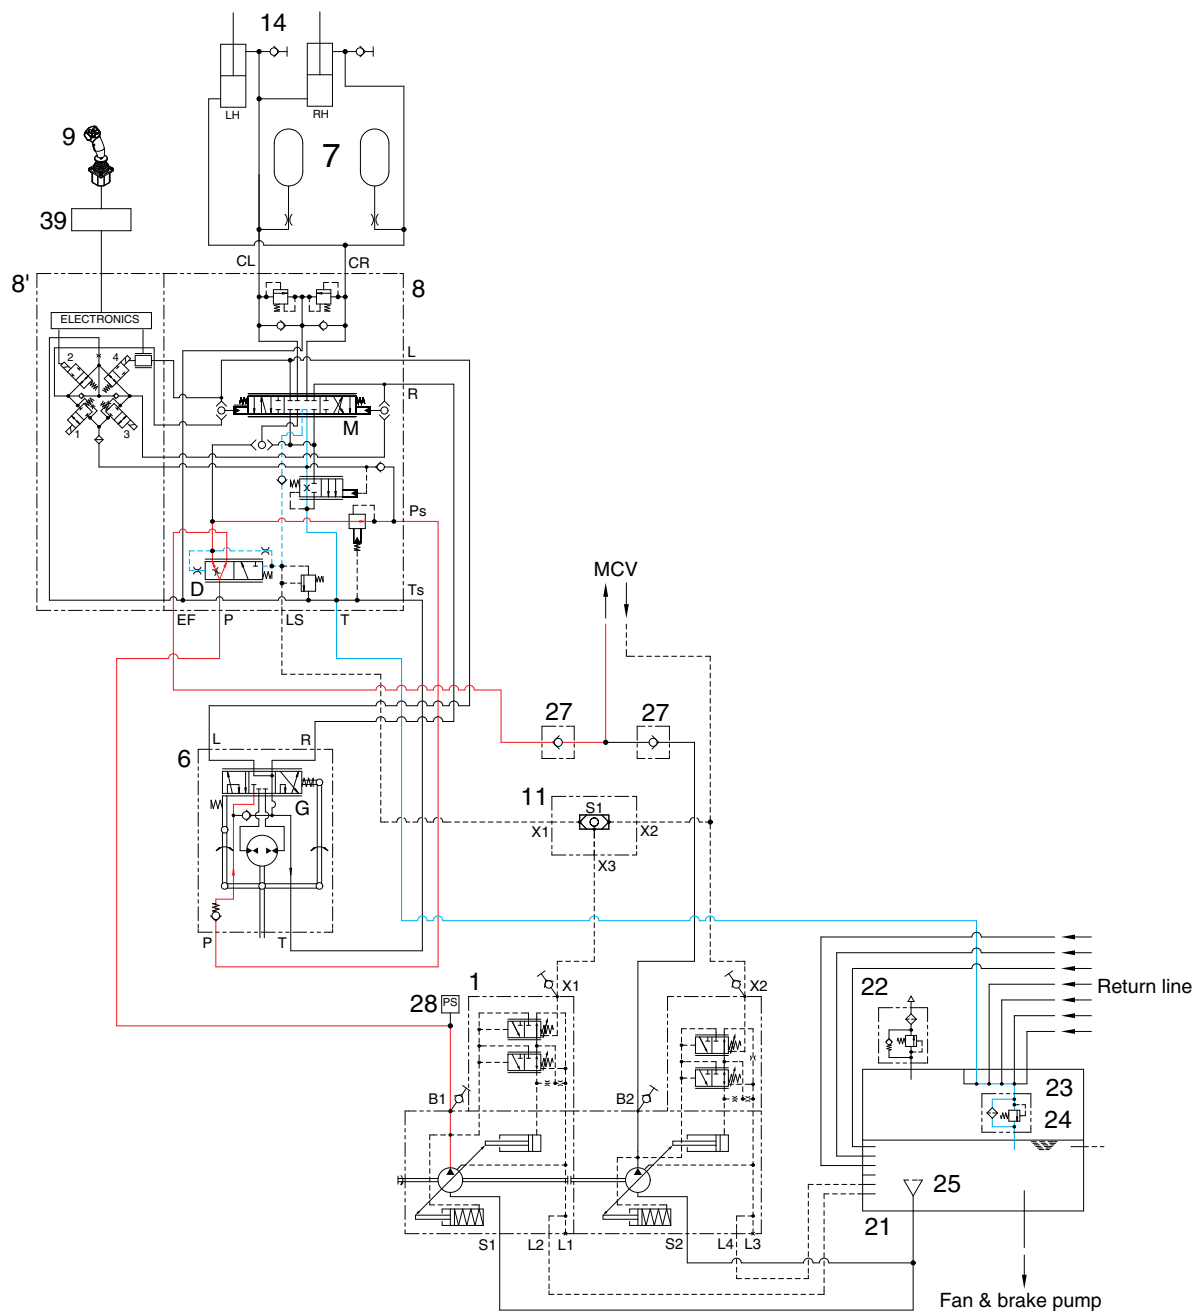 14
LH
RH
9
7
39
CL
CR
8'
8
ELECTRONICS
L
2
4
R
M
1
3
Ps
D
MCV
Ts
EF
P
LS
T
27
27
L
R
6
G
11
S1
X1
X2
X3
P
T
1
X1
X2
22
Return line
28
PS
B1
B2
23
24
25
21
S1
L2
L1
S2
L4
L3
Fan & brake pump